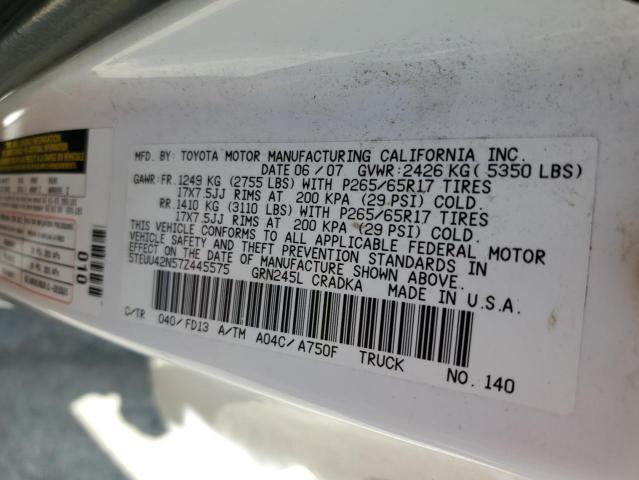 MFD. BY: TOYOTA MOTOR MANUFACTURING CALIFORNIA INC.
DATE 06 / 07 GVWR: 2426 KG ( 5350 LBS)
GAWR: FR. 1249 KG (2755 LBS) WITH P265/65R17 TIRES
17X7.5JJ RIMS AT 200 KPA (29 PSI) COLD.
RR. 1410 KG (3110 LBS) WITH P265/65R17 TIRES
17X7.5JJ RIMS AT 200 KPA (29 PSI) COLD.
THIS VEHICLE CONFORMS TO ALL APPLICABLE FEDERAL MOTOR
VEHICLE SAFETY AND THEFT PREVENTION STANDARDS IN
EFFECT ON THE DATE OF MANUFACTURE SHOWN ABOVE.
5TEUU42N57Z445575 GRN245L CRADKA MADE IN U.S.A.
C/TR 040/FD13 A/TM A04C/A750F TRUCK NO. 140
010